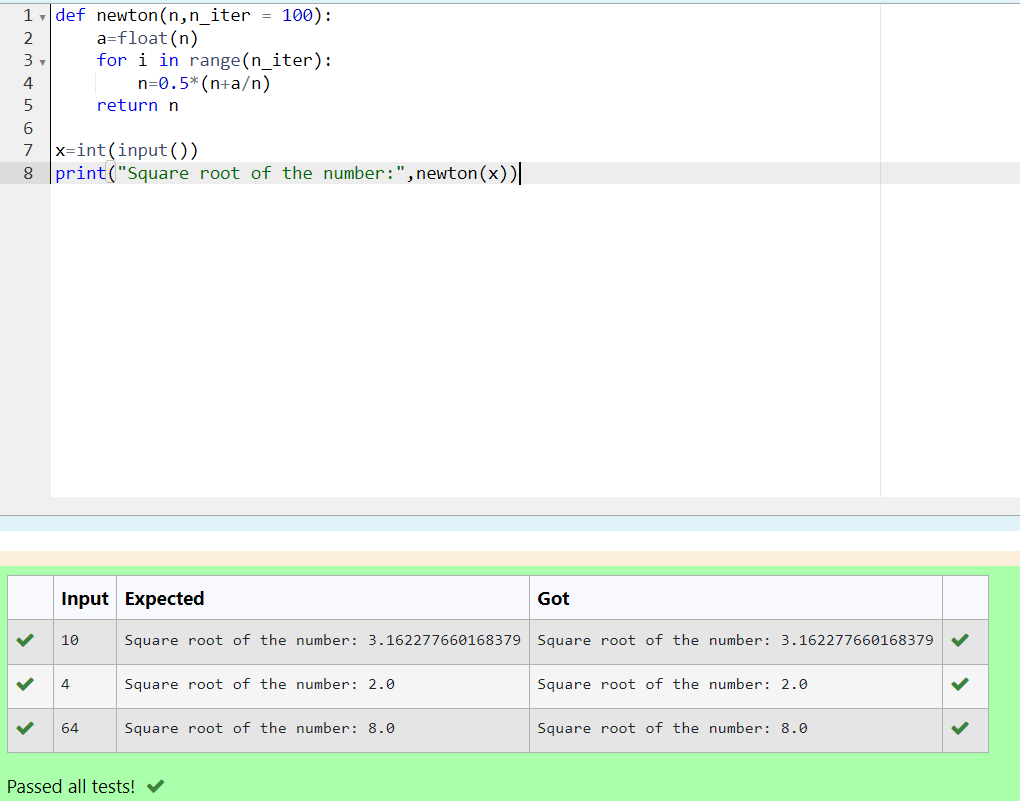 1 def newton(n,n_iter = 100):
2     a=float(n)
3     for i in range(n_iter):
4         n=0.5*(n+a/n)
5     return n
6
7 x=int(input())
8 print("Square root of the number:",newton(x))
Input Expected Got
10 Square root of the number: 3.162277660168379 Square root of the number: 3.162277660168379
4 Square root of the number: 2.0 Square root of the number: 2.0
64 Square root of the number: 8.0 Square root of the number: 8.0
Passed all tests!